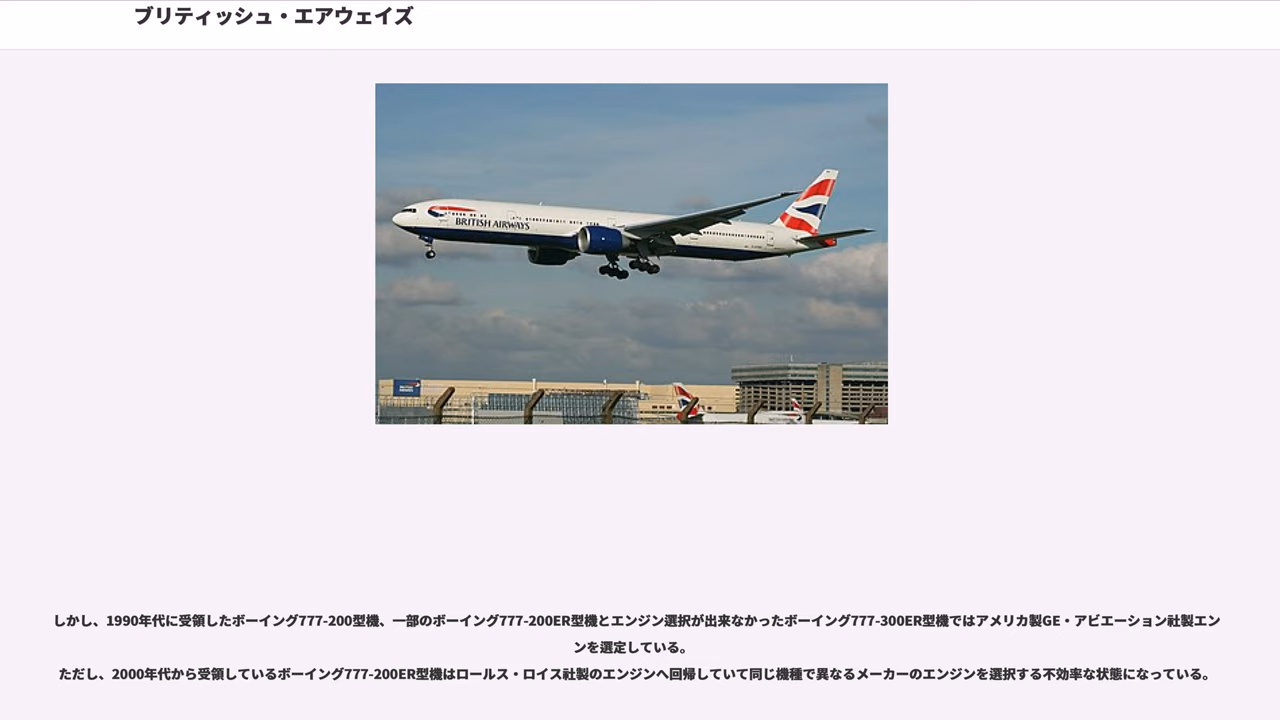 ブリティッシュ・エアウェイズ
BRITISH AIRWAYS
しかし、1990年代に受領したボーイング777-200型機、一部のボーイング777-200ER型機とエンジン選択が出来なかったボーイング777-300ER型機ではアメリカ製GE・アビエーション社製エン
ンを選定している。
ただし、2000年代から受領しているボーイング777-200ER型機はロールス・ロイス社製のエンジンへ回帰していて同じ機種で異なるメーカーのエンジンを選択する不効率な状態になっている。